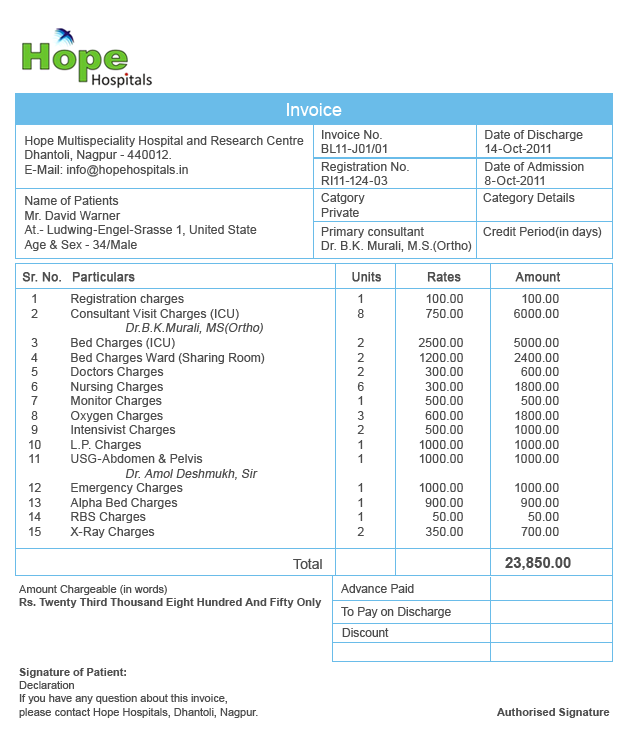 Hope
Hospitals
Invoice
Hope Multispeciality Hospital and Research Centre
Dhantoli, Nagpur - 440012.
E-Mail: info@hopehospitals.in
Invoice No.
BL11-J01/01
Date of Discharge
14-Oct-2011
Registration No.
RI11-124-03
Date of Admission
8-Oct-2011
Name of Patients
Mr. David Warner
At.- Ludwing-Engel-Srasse 1, United State
Age & Sex - 34/Male
Catgory
Private
Category Details
Primary consultant
Dr. B.K. Murali, M.S.(Ortho)
Credit Period(in days)
Sr. No. Particulars Units Rates Amount
1 Registration charges 1 100.00 100.00
2 Consultant Visit Charges (ICU) 8 750.00 6000.00
Dr.B.K.Murali, MS(Ortho)
3 Bed Charges (ICU) 2 2500.00 5000.00
4 Bed Charges Ward (Sharing Room) 2 1200.00 2400.00
5 Doctors Charges 2 300.00 600.00
6 Nursing Charges 6 300.00 1800.00
7 Monitor Charges 1 500.00 500.00
8 Oxygen Charges 3 600.00 1800.00
9 Intensivist Charges 2 500.00 1000.00
10 L.P. Charges 1 1000.00 1000.00
11 USG-Abdomen & Pelvis 1 1000.00 1000.00
Dr. Amol Deshmukh, Sir
12 Emergency Charges 1 1000.00 1000.00
13 Alpha Bed Charges 1 900.00 900.00
14 RBS Charges 1 50.00 50.00
15 X-Ray Charges 2 350.00 700.00
Total 23,850.00
Amount Chargeable (in words)
Rs. Twenty Third Thousand Eight Hundred And Fifty Only
Advance Paid
To Pay on Discharge
Discount
Signature of Patient:
Declaration
If you have any question about this invoice,
please contact Hope Hospitals, Dhantoli, Nagpur.
Authorised Signature